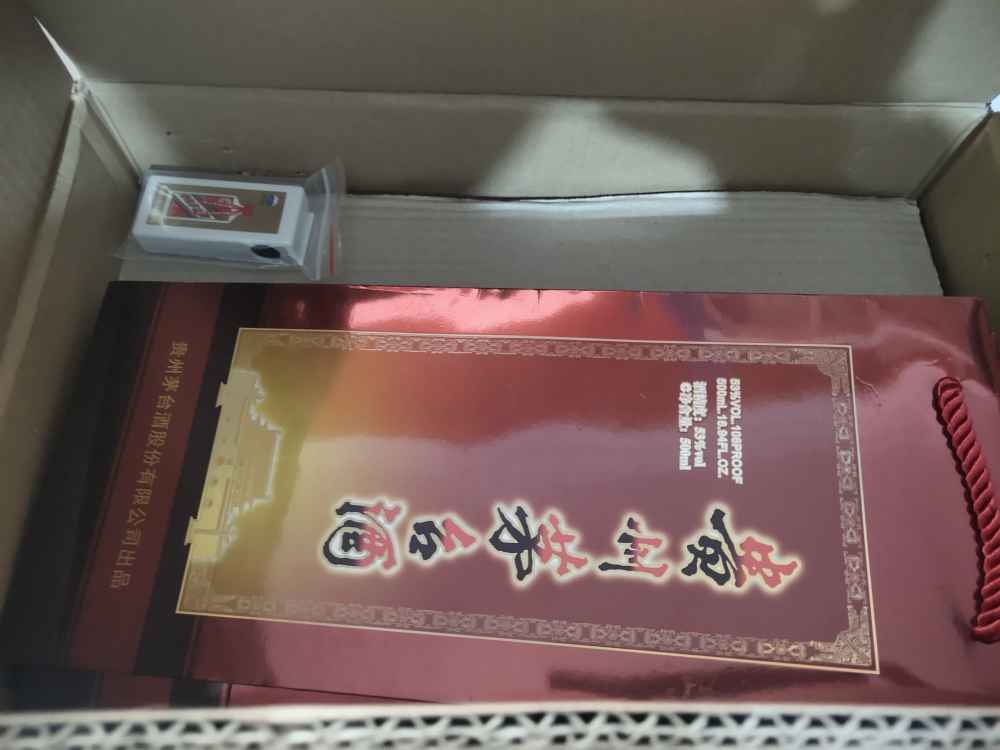 53%VOL.106PROOF
500mL.16.94FL.OZ.
酒精度：53%vol
净含量：500ml
贵州茅台酒
贵州茅台酒股份有限公司出品